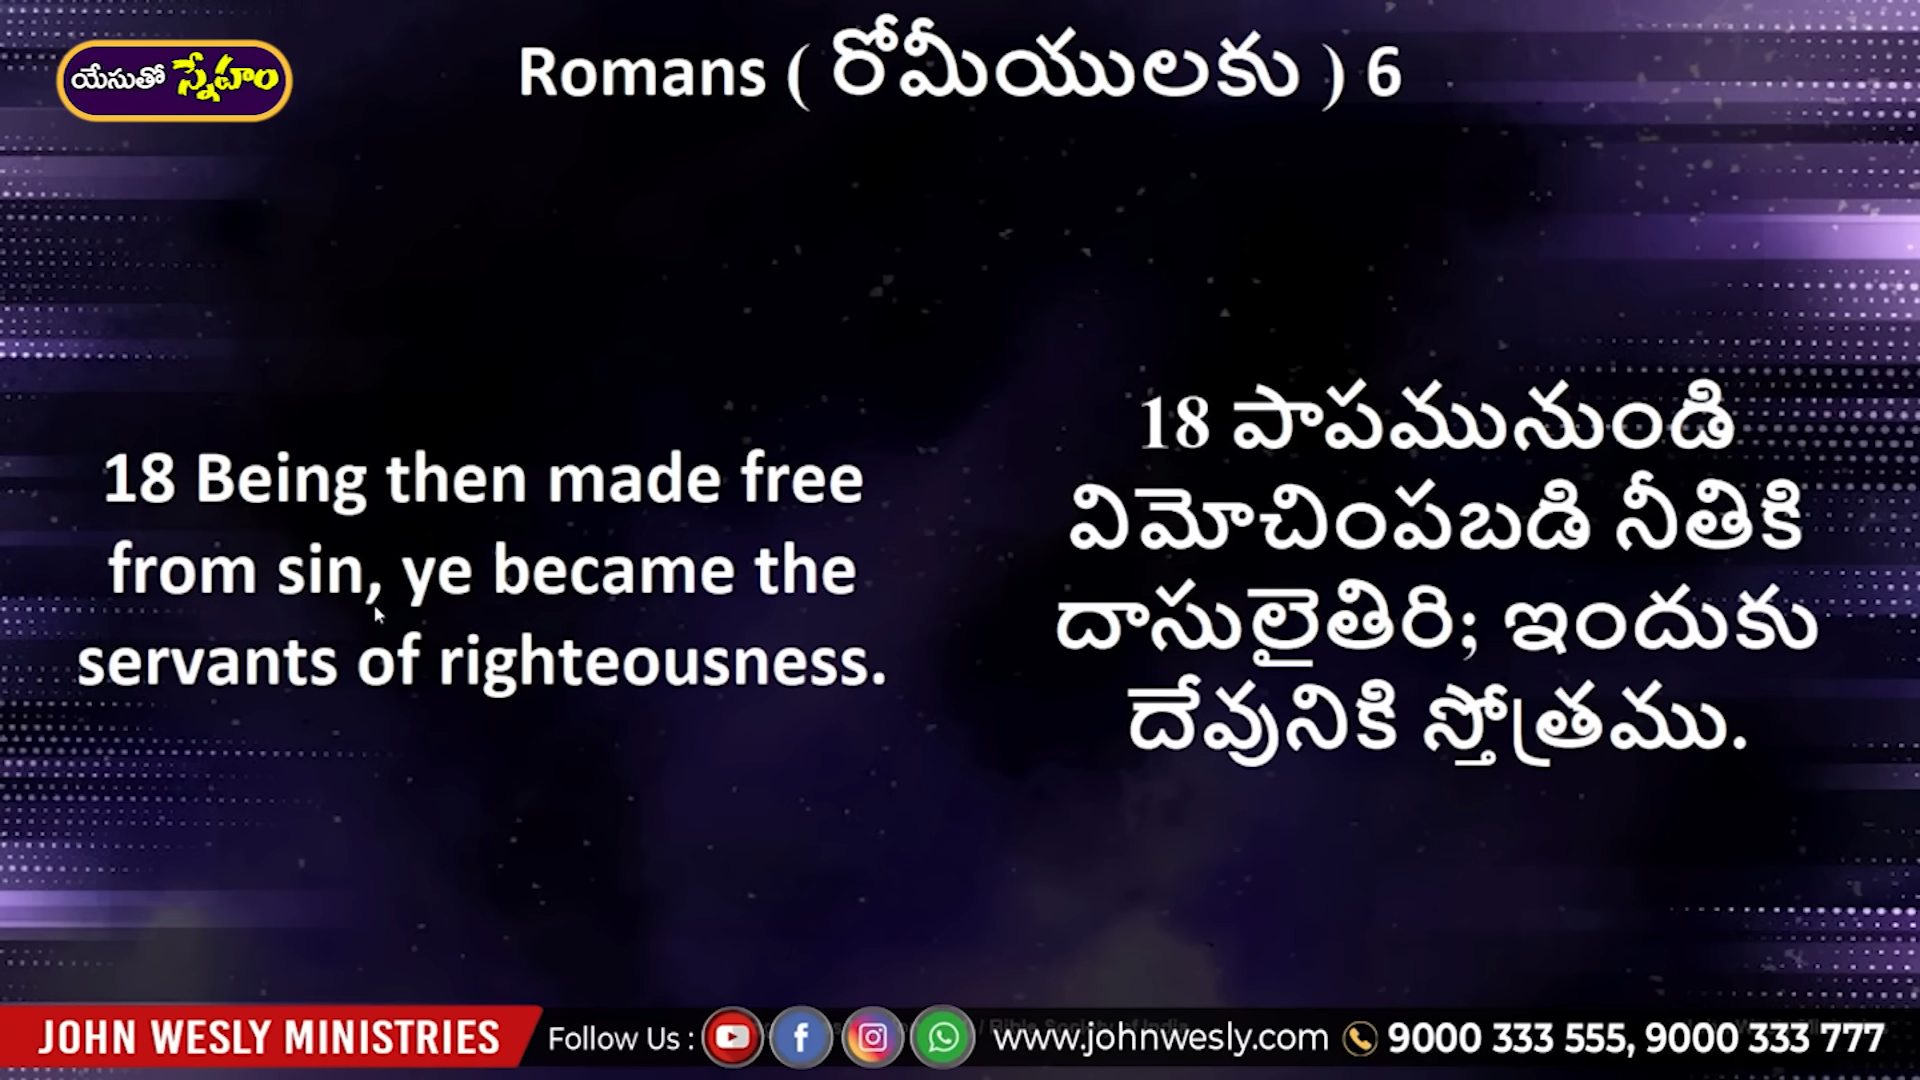 యేసుతో స్నేహం
Romans ( రోమీయులకు ) 6
18 Being then made free
from sin, ye became the
servants of righteousness.
18 పాపమునుండి
విమోచింపబడి నీతికి
దాసులైతిరి; ఇందుకు
దేవునికి స్తోత్రము.
JOHN WESLY MINISTRIES
Follow Us :
www.johnwesly.com
9000 333 555, 9000 333 777